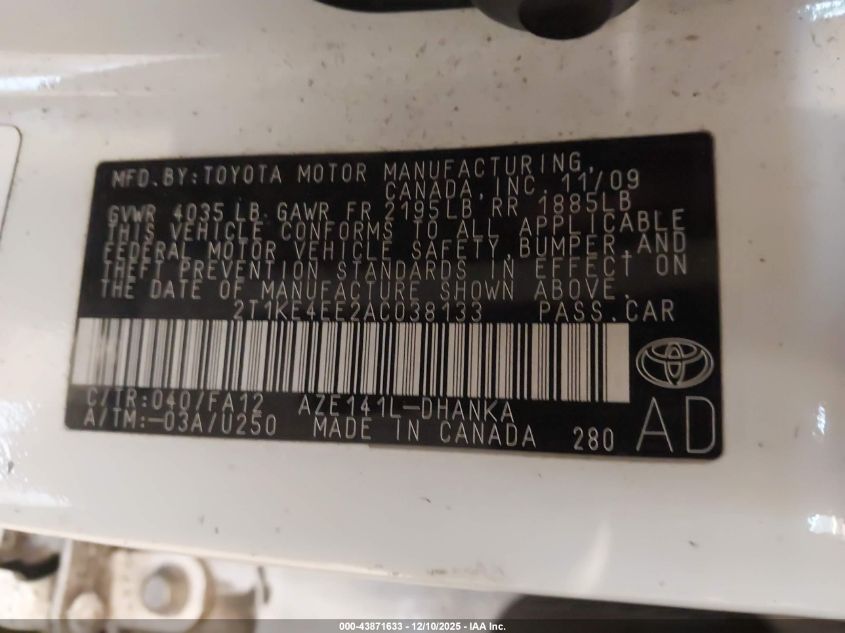 MFD.BY:TOYOTA MOTOR MANUFACTURING,
CANADA,INC. 11/09
GVWR 4035 LB GAWR FR 2195LB RR 1885LB
THIS VEHICLE CONFORMS TO ALL APPLICABLE
FEDERAL MOTOR VEHICLE SAFETY,BUMPER,AND
THEFT PREVENTION STANDARDS IN EFFECT ON
THE DATE OF MANUFACTURE SHOWN ABOVE.
2T1KE4EE2AC038133 PASS.CAR
C/TR:040/FA12 AZE141L-DHANKA
A/TM:-03A/U250 MADE IN CANADA 280 AD
000-43871633 - 12/10/2025 - IAA Inc.